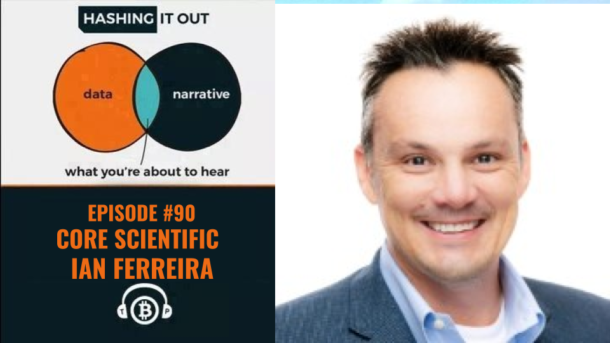 HASHING IT OUT
data narrative
what you're about to hear
EPISODE #90
CORE SCIENTIFIC
IAN FERREIRA
T P